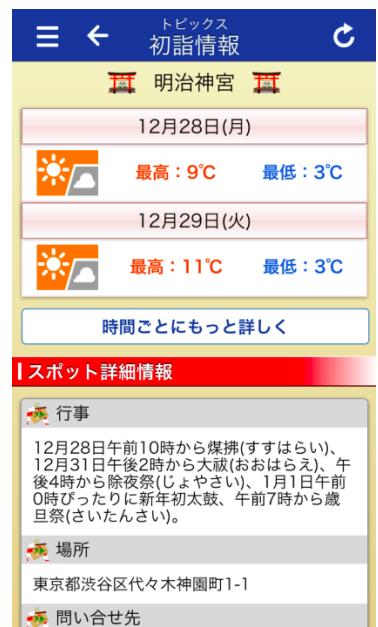 トピックス
初詣情報
明治神宮
12月28日(月)
最高：9℃ 最低：3℃
12月29日(火)
最高：11℃ 最低：3℃
時間ごとにもっと詳しく
スポット詳細情報
行事
12月28日午前10時から煤拂(すすはらい)、
12月31日午後2時から大祓(おおはらえ)、午
後4時から除夜祭(じょやさい)、1月1日午前
0時ぴったりに新年初太鼓、午前7時から歳
旦祭(さいたんさい)。
場所
東京都渋谷区代々木神園町1-1
問い合せ先